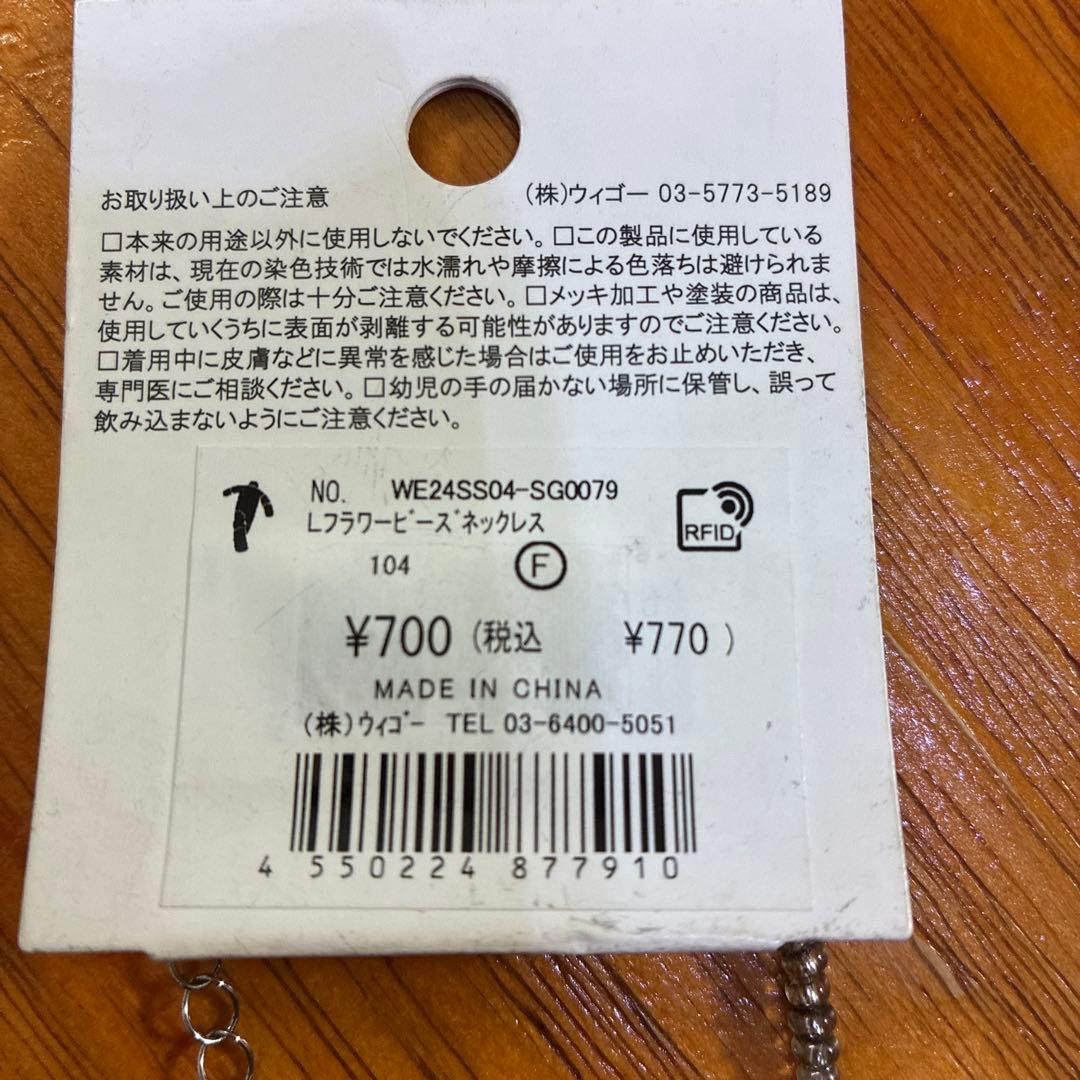 お取り扱い上のご注意 (株)ウィゴー 03-5773-5189
□本来の用途以外に使用しないでください。□この製品に使用している
素材は、現在の染色技術では水濡れや摩擦による色落ちは避けられま
せん。ご使用の際は十分ご注意ください。□メッキ加工や塗装の商品は、
使用していくうちに表面が剥離する可能性がありますのでご注意ください。
□着用中に皮膚などに異常を感じた場合はご使用をお止めいただき、
専門医にご相談ください。□幼児の手の届かない場所に保管し、誤って
飲み込まないようにご注意ください。
NO. WE24SS04-SG0079
Lフラワービーズネックレス
RFID
104 F
¥700 (税込 ¥770 )
MADE IN CHINA
(株)ウィゴー TEL 03-6400-5051
4 550224 877910